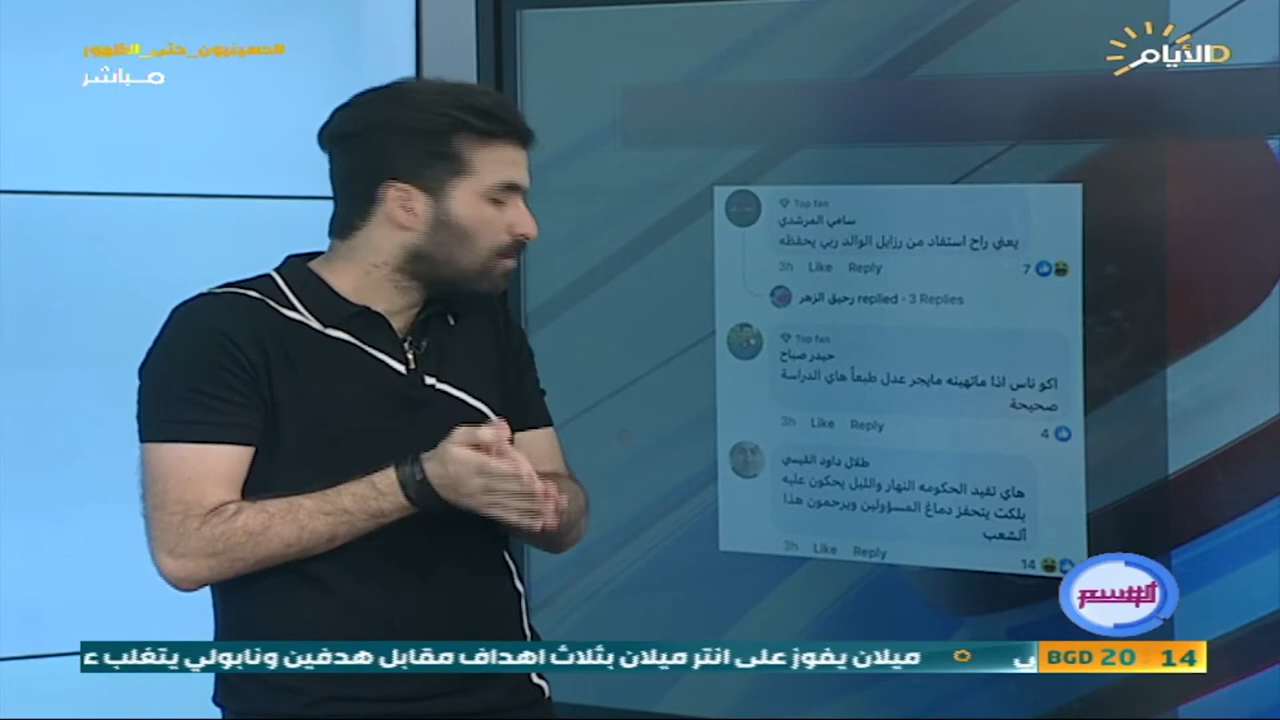 #حسينيون_حتى_الظهور
مباشر
الأيام
Top fan
سامي المرشدي
يعني راح استفاد من رزايل الوالد ربي يحفظه
3h Like Reply 7
رحيق الزهر replied · 3 Replies
Top fan
حيدر صباح
اكو ناس اذا ماتهينه مايجر عدل طبعاً هاي الدراسة
صحيحة
3h Like Reply 4
طلال داود القيسي
هاي تفيد الحكومه النهار والليل يحكون عليه
بلكت يتحفز دماغ المسؤولين ويرحمون هذا
ألشعب
3h Like Reply 14
ميلان يفوز على انتر ميلان بثلاث اهداف مقابل هدفين ونابولي يتغلب ع
BGD 20 14